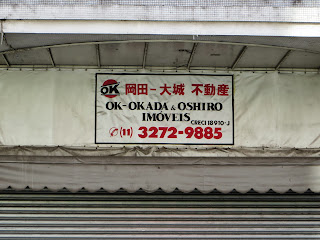 OK 岡田-大城 不動産
OK-OKADA & OSHIRO
IMÓVEIS
CRECI 18910-J
(11) 3272-9885